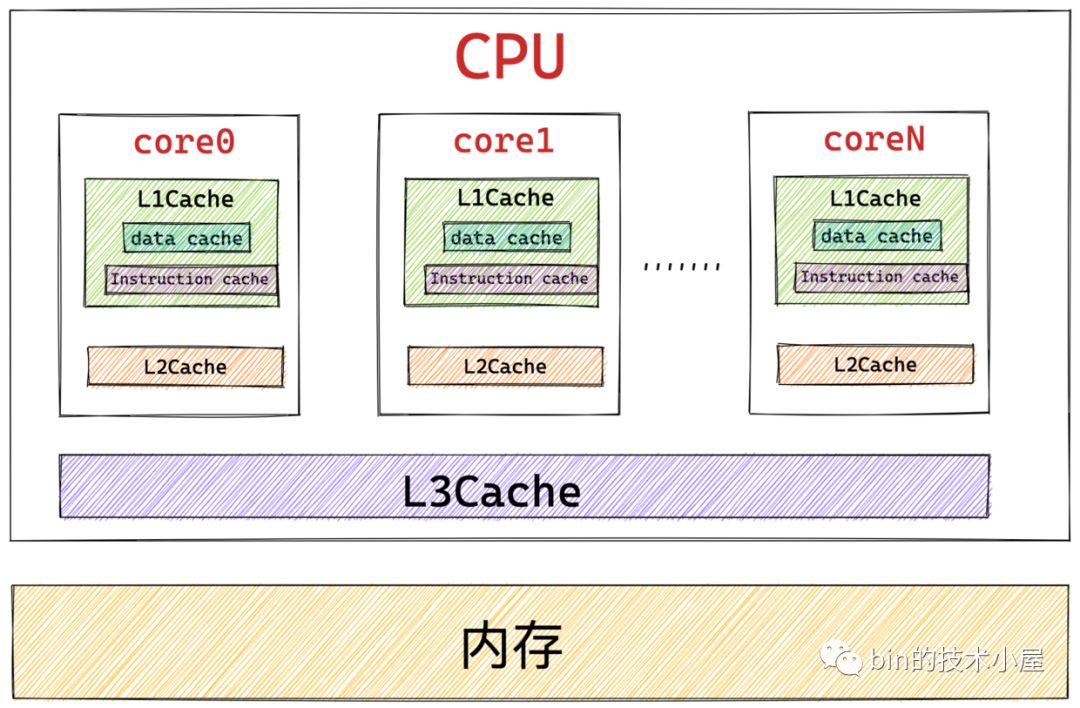 CPU
core0
L1Cache
data cache
Instruction cache
L2Cache
core1
L1Cache
data cache
Instruction cache
L2Cache
.......
coreN
L1Cache
data cache
Instruction cache
L2Cache
L3Cache
内存
bin的技术小屋